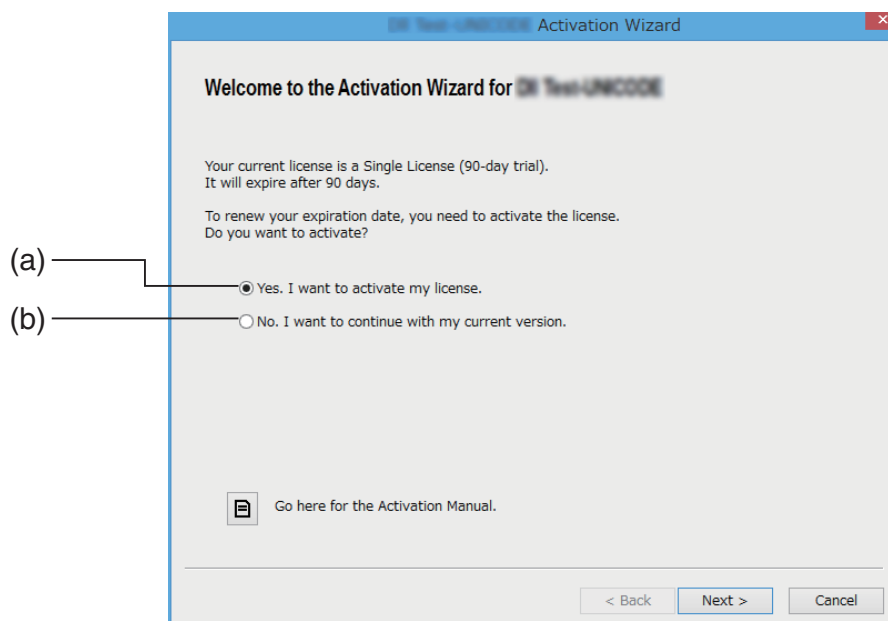 Activation Wizard
Welcome to the Activation Wizard for
Your current license is a Single License (90-day trial).
It will expire after 90 days.
To renew your expiration date, you need to activate the license.
Do you want to activate?
(a)
Yes. I want to activate my license.
(b)
No. I want to continue with my current version.
Go here for the Activation Manual.
< Back
Next >
Cancel